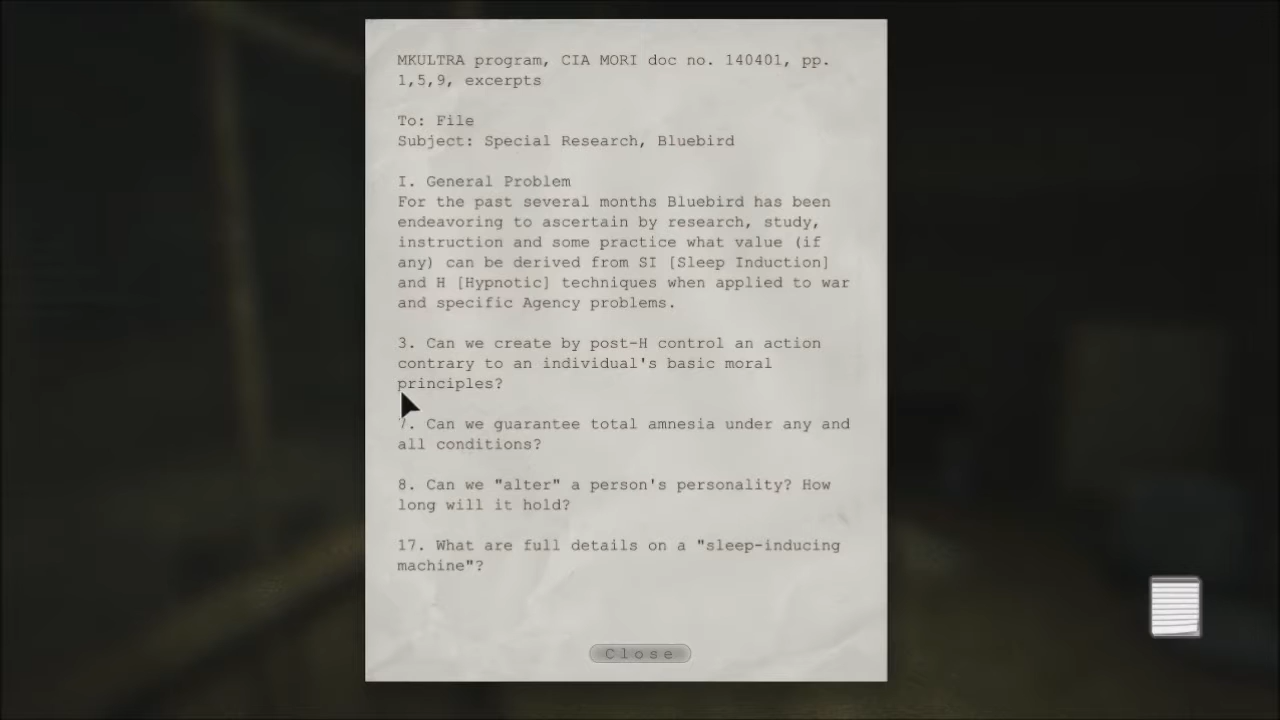 MKULTRA program, CIA MORI doc no. 140401, pp.
1,5,9, excerpts
To: File
Subject: Special Research, Bluebird
I. General Problem
For the past several months Bluebird has been
endeavoring to ascertain by research, study,
instruction and some practice what value (if
any) can be derived from SI [Sleep Induction]
and H [Hypnotic] techniques when applied to war
and specific Agency problems.
3. Can we create by post-H control an action
contrary to an individual's basic moral
principles?
7. Can we guarantee total amnesia under any and
all conditions?
8. Can we "alter" a person's personality? How
long will it hold?
17. What are full details on a "sleep-inducing
machine"?
Close